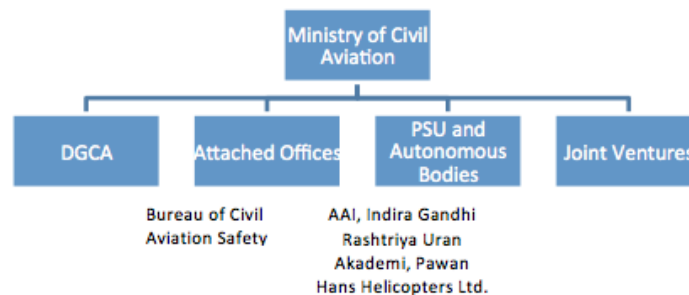 Ministry of Civil
Aviation
DGCA
Attached Offices
PSU and
Autonomous
Bodies
Joint Ventures
Bureau of Civil
Aviation Safety
AAI, Indira Gandhi
Rashtriya Uran
Akademi, Pawan
Hans Helicopters Ltd.